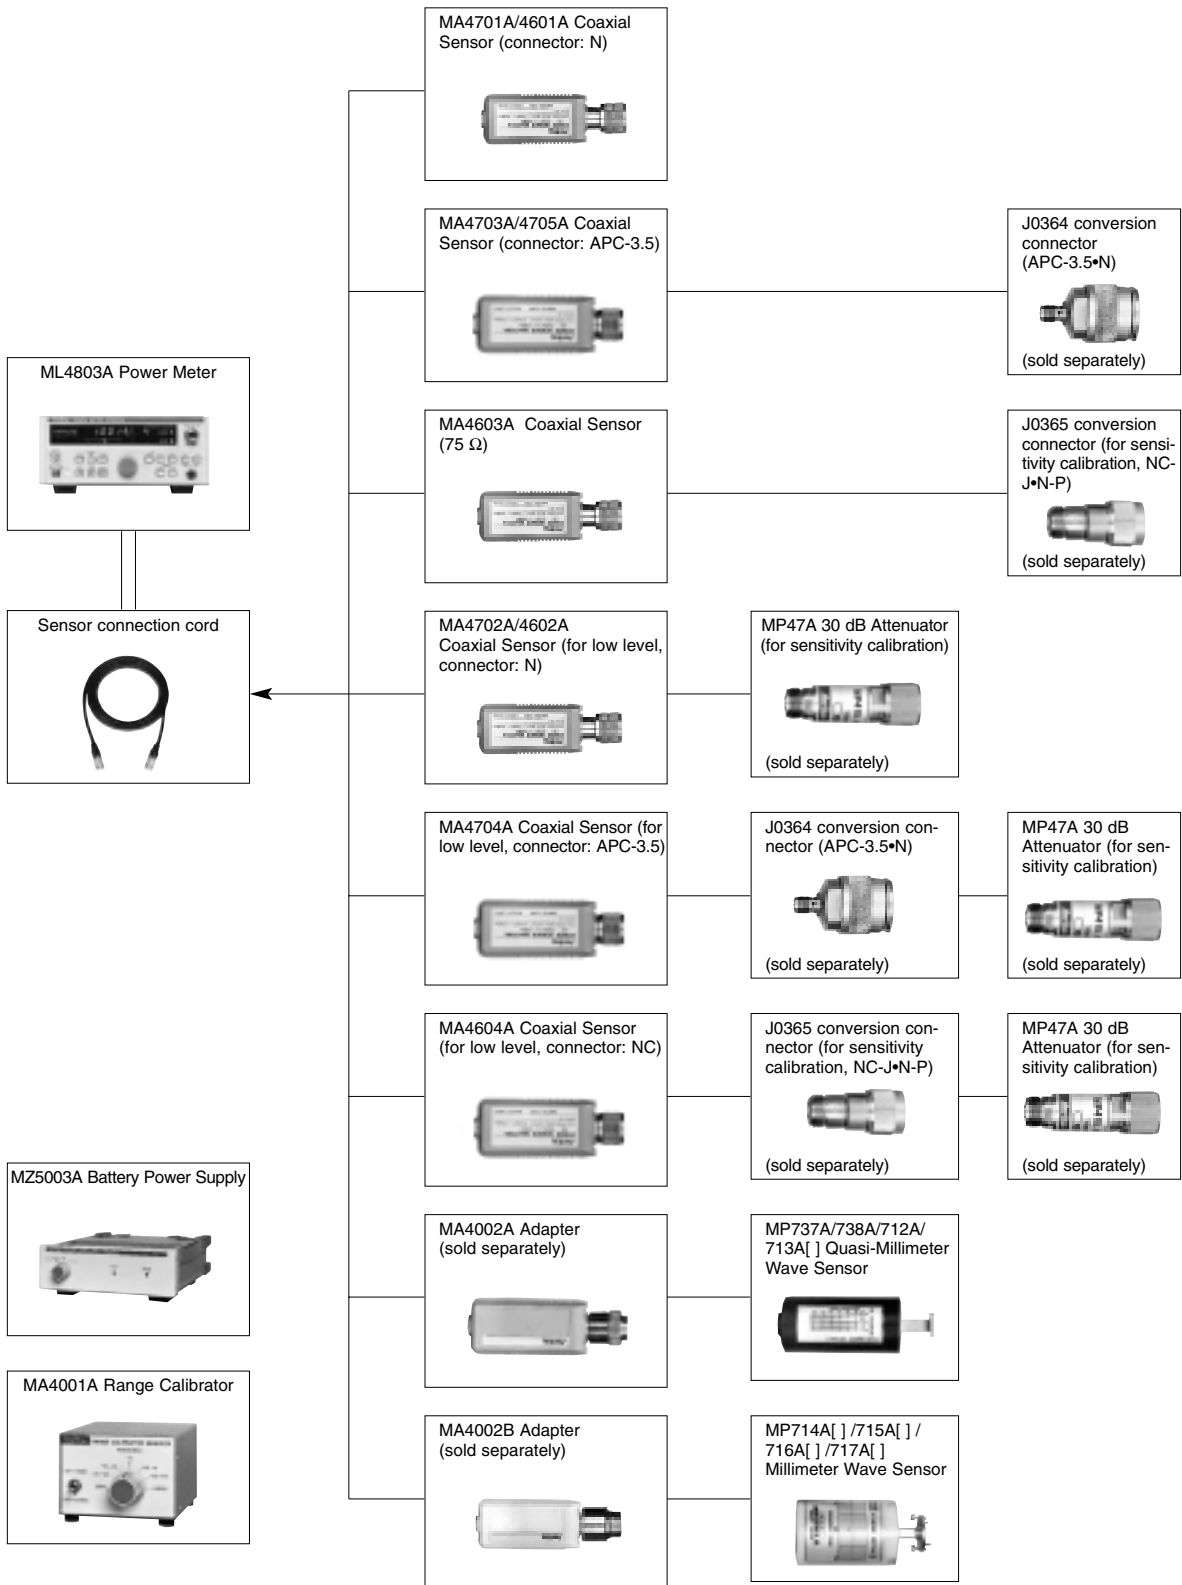 MA4701A/4601A Coaxial
Sensor (connector: N)
MA4703A/4705A Coaxial
Sensor (connector: APC-3.5)
J0364 conversion
connector
(APC-3.5•N)
(sold separately)
ML4803A Power Meter
MA4603A  Coaxial Sensor
(75 Ω)
J0365 conversion
connector (for sensi-
tivity calibration, NC-
J•N-P)
(sold separately)
Sensor connection cord
MA4702A/4602A
Coaxial Sensor (for low level,
connector: N)
MP47A 30 dB Attenuator
(for sensitivity calibration)
(sold separately)
MA4704A Coaxial Sensor (for
low level, connector: APC-3.5)
J0364 conversion con-
nector (APC-3.5•N)
(sold separately)
MP47A 30 dB
Attenuator (for sen-
sitivity calibration)
(sold separately)
MA4604A Coaxial Sensor
(for low level, connector: NC)
J0365 conversion con-
nector (for sensitivity
calibration, NC-J•N-P)
(sold separately)
MP47A 30 dB
Attenuator (for sen-
sitivity calibration)
(sold separately)
MZ5003A Battery Power Supply
MA4002A Adapter
(sold separately)
MP737A/738A/712A/
713A[ ] Quasi-Millimeter
Wave Sensor
MA4001A Range Calibrator
MA4002B Adapter
(sold separately)
MP714A[ ] /715A[ ] /
716A[ ] /717A[ ]
Millimeter Wave Sensor